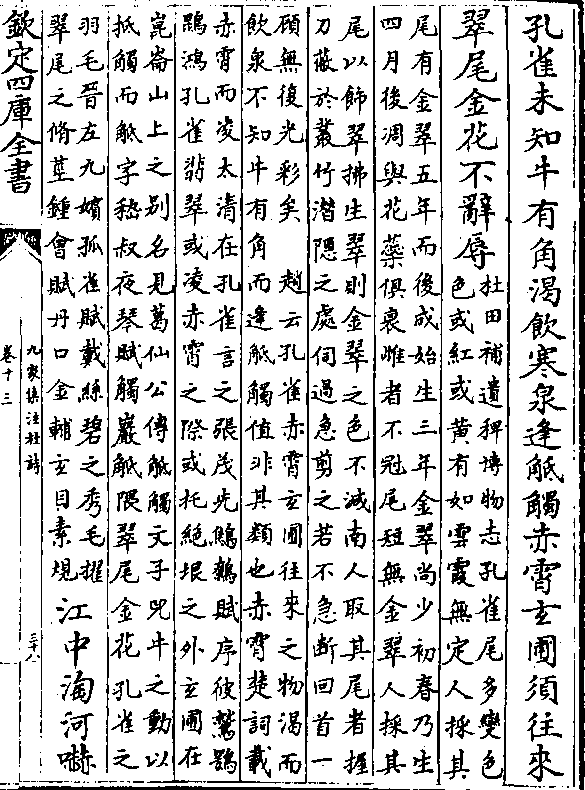 孔雀未知牛有角渴飲寒泉逢觝觸赤霄玄圃須往來
翠尾金花不辭辱
杜田補遺稗博物志孔雀尾多變色
色或紅或黃有如雲霞無定人採其
尾有金翠五年而後成始生三年金翠尚少初春乃生
四月後凋與花蘂俱衰雌者不冠尾短無金翠人採其
尾以飾翠拂生翠則金翠之色不減南人取其尾者握
刀蔽於叢竹潛隱之處伺過急剪之若不急斷回首一
顧無復光彩矣 趙云孔雀赤霄玄圃往來之物渴而
飲泉不知牛有角而逢觝觸值非其類也赤霄楚詞載
赤霄而凌太清在孔雀言之張茂先鷦鷯賦序彼鷲鶚
鵾鴻孔雀翡翠或凌赤霄之際或托絶垠之外玄圃在
崑崙山上之别名見葛仙公傳觝觸文子兕牛之動以
抵觸而觝字嵇叔夜琴賦觸巖觝隈翠尾金花孔雀之
羽毛晉左九嬪孤雀賦戴綠碧之秀毛擢
翠尾之脩莖鍾會賦丹口金輔玄目素規
江中淘河嚇
欽定四庫全書
九家集注杜詩
卷十三
三十八